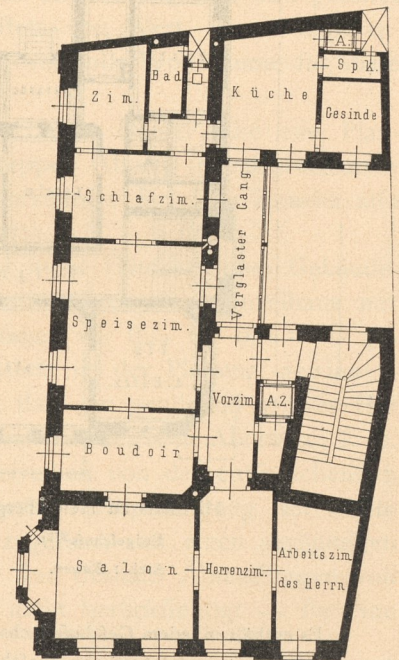 A.
Spk.
Bad
Zim.
Küche
Gesinde
Schlafzim.
Verglaster Gang
Speisezim.
Vorzim.
A.Z.
Boudoir
Salon
Herrenzim.
Arbeitszim.
des Herrn